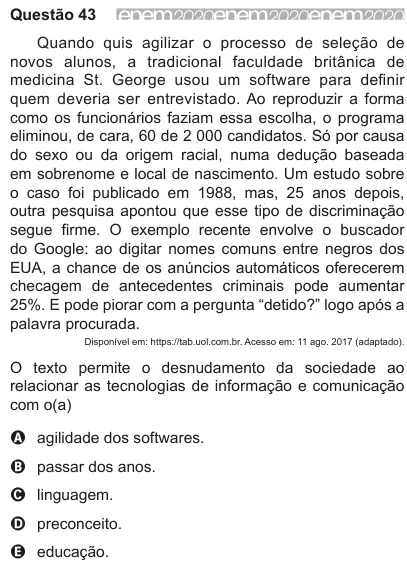 Questão 43 enem2020enem2020enem2020
Quando quis agilizar o processo de seleção de
novos alunos, a tradicional faculdade britânica de
medicina St. George usou um software para definir
quem deveria ser entrevistado. Ao reproduzir a forma
como os funcionários faziam essa escolha, o programa
eliminou, de cara, 60 de 2 000 candidatos. Só por causa
do sexo ou da origem racial, numa dedução baseada
em sobrenome e local de nascimento. Um estudo sobre
o caso foi publicado em 1988, mas, 25 anos depois,
outra pesquisa apontou que esse tipo de discriminação
segue firme. O exemplo recente envolve o buscador
do Google: ao digitar nomes comuns entre negros dos
EUA, a chance de os anúncios automáticos oferecerem
checagem de antecedentes criminais pode aumentar
25%. E pode piorar com a pergunta “detido?” logo após a
palavra procurada.
Disponível em: https://tab.uol.com.br. Acesso em: 11 ago. 2017 (adaptado).
O texto permite o desnudamento da sociedade ao
relacionar as tecnologias de informação e comunicação
com o(a)
A agilidade dos softwares.
B passar dos anos.
C linguagem.
D preconceito.
E educação.